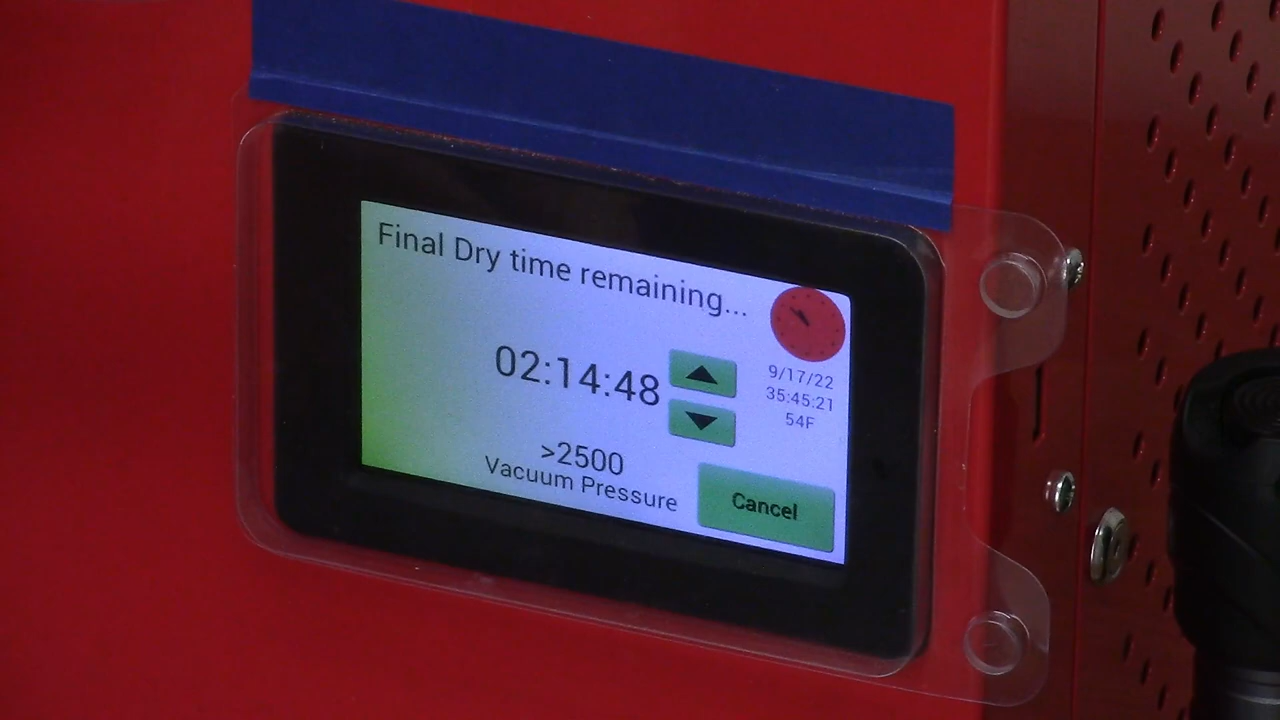 Final Dry time remaining...
02:14:48
9/17/22
35:45:21
54F
>2500
Vacuum Pressure
Cancel